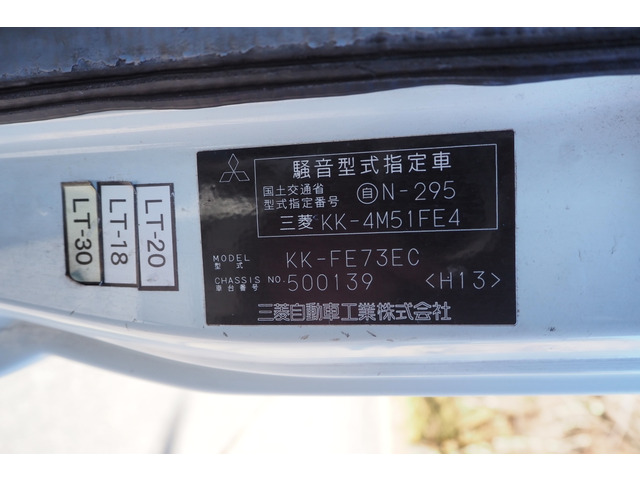 騒音型式指定車
国土交通省
型式指定番号
自N-295
三菱 KK-4M51FE4
MODEL
型式
KK-FE73EC
CHASSIS NO.
車台番号
500139 <H13>
三菱自動車工業株式会社
LT-30
LT-18
LT-20